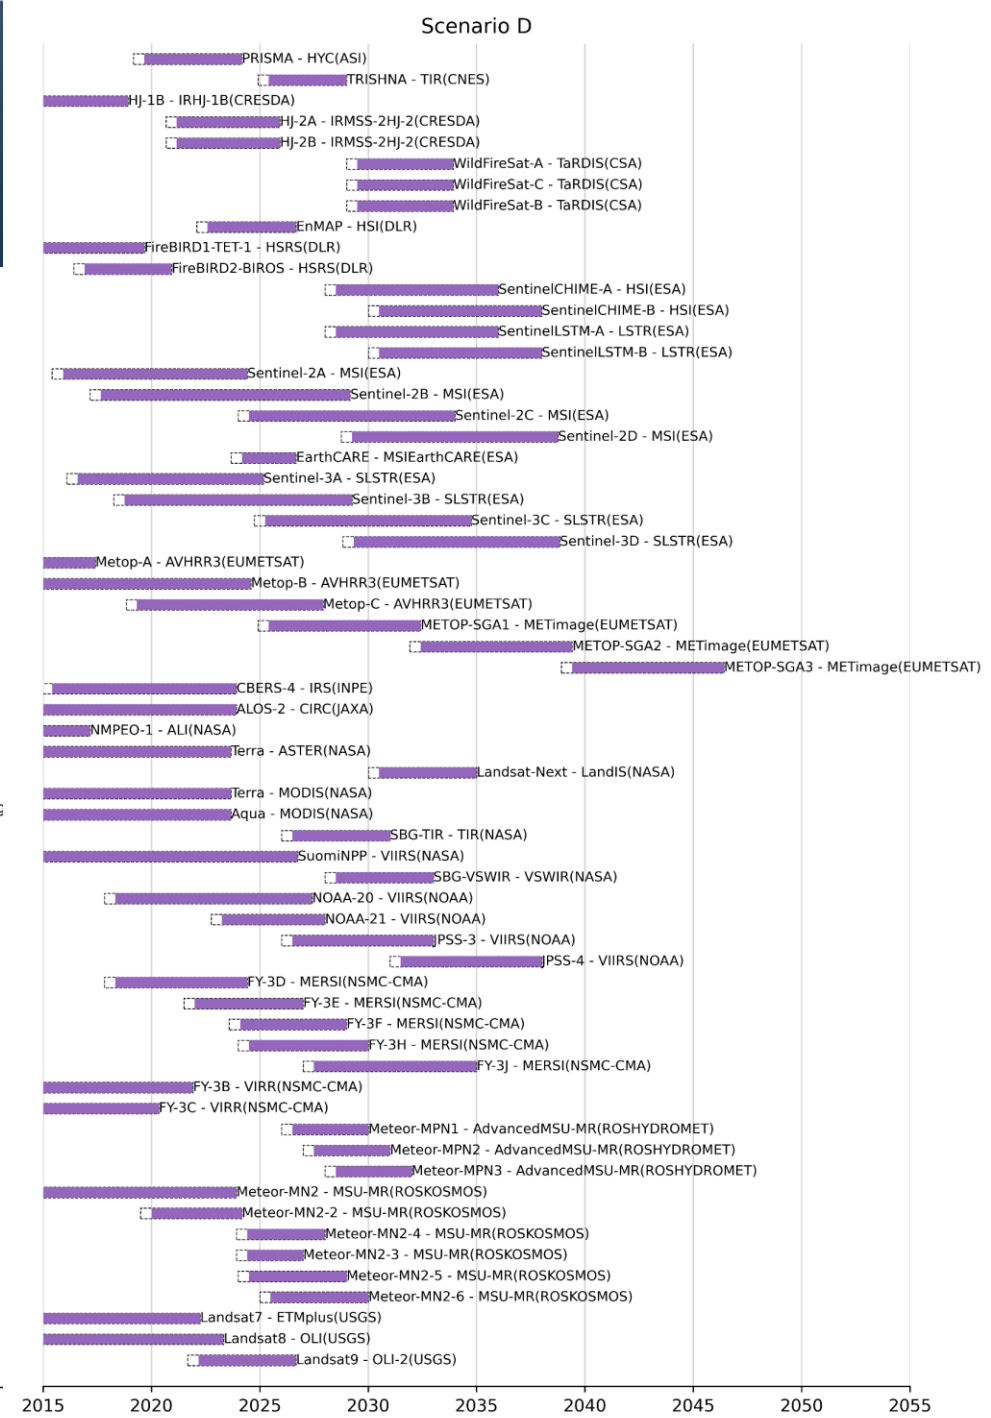 Scenario D
PRISMA - HYC(ASI)
TRISHNA - TIR(CNES)
HJ-1B - IRHJ-1B(CRESDA)
HJ-2A - IRMSS-2HJ-2(CRESDA)
HJ-2B - IRMSS-2HJ-2(CRESDA)
WildFireSat-A - TaRDIS(CSA)
WildFireSat-C - TaRDIS(CSA)
WildFireSat-B - TaRDIS(CSA)
EnMAP - HSI(DLR)
FireBIRD1-TET-1 - HSRS(DLR)
FireBIRD2-BIROS - HSRS(DLR)
SentinelCHIME-A - HSI(ESA)
SentinelCHIME-B - HSI(ESA)
SentinelLSTM-A - LSTR(ESA)
SentinelLSTM-B - LSTR(ESA)
Sentinel-2A - MSI(ESA)
Sentinel-2B - MSI(ESA)
Sentinel-2C - MSI(ESA)
Sentinel-2D - MSI(ESA)
EarthCARE - MSIEarthCARE(ESA)
Sentinel-3A - SLSTR(ESA)
Sentinel-3B - SLSTR(ESA)
Sentinel-3C - SLSTR(ESA)
Sentinel-3D - SLSTR(ESA)
Metop-A - AVHRR3(EUMETSAT)
Metop-B - AVHRR3(EUMETSAT)
Metop-C - AVHRR3(EUMETSAT)
METOP-SGA1 - METimage(EUMETSAT)
METOP-SGA2 - METimage(EUMETSAT)
METOP-SGA3 - METimage(EUMETSAT)
CBERS-4 - IRS(INPE)
ALOS-2 - CIRC(JAXA)
NMPEO-1 - ALI(NASA)
Terra - ASTER(NASA)
Landsat-Next - LandIS(NASA)
Terra - MODIS(NASA)
Aqua - MODIS(NASA)
SBG-TIR - TIR(NASA)
SuomiNPP - VIIRS(NASA)
SBG-VSWIR - VSWIR(NASA)
NOAA-20 - VIIRS(NOAA)
NOAA-21 - VIIRS(NOAA)
JPSS-3 - VIIRS(NOAA)
JPSS-4 - VIIRS(NOAA)
FY-3D - MERSI(NSMC-CMA)
FY-3E - MERSI(NSMC-CMA)
FY-3F - MERSI(NSMC-CMA)
FY-3H - MERSI(NSMC-CMA)
FY-3J - MERSI(NSMC-CMA)
FY-3B - VIRR(NSMC-CMA)
FY-3C - VIRR(NSMC-CMA)
Meteor-MPN1 - AdvancedMSU-MR(ROSHYDROMET)
Meteor-MPN2 - AdvancedMSU-MR(ROSHYDROMET)
Meteor-MPN3 - AdvancedMSU-MR(ROSHYDROMET)
Meteor-MN2 - MSU-MR(ROSKOSMOS)
Meteor-MN2-2 - MSU-MR(ROSKOSMOS)
Meteor-MN2-4 - MSU-MR(ROSKOSMOS)
Meteor-MN2-3 - MSU-MR(ROSKOSMOS)
Meteor-MN2-5 - MSU-MR(ROSKOSMOS)
Meteor-MN2-6 - MSU-MR(ROSKOSMOS)
Landsat7 - ETMplus(USGS)
Landsat8 - OLI(USGS)
Landsat9 - OLI-2(USGS)
2015 2020 2025 2030 2035 2040 2045 2050 2055